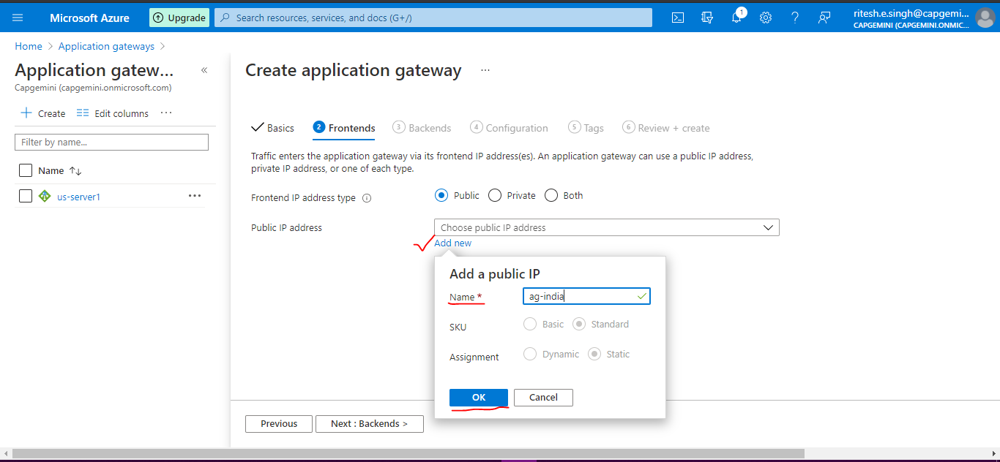 Microsoft Azure
Upgrade
Search resources, services, and docs (G+/)
1
ritesh.e.singh@capgemi...
CAPGEMINI (CAPGEMINI.ONMIC...
Home > Application gateways >
Application gatew...
«
Capgemini (capgemini.onmicrosoft.com)
+ Create Edit columns ...
Filter by name...
Name ↑↓
us-server1 ...
Create application gateway ...
Basics 2 Frontends 3 Backends 4 Configuration 5 Tags 6 Review + create
Traffic enters the application gateway via its frontend IP address(es). An application gateway can use a public IP address,
private IP address, or one of each type.
Frontend IP address type Public Private Both
Public IP address Choose public IP address
Add new
Add a public IP
Name * ag-india
SKU Basic Standard
Assignment Dynamic Static
OK Cancel
Previous Next : Backends >